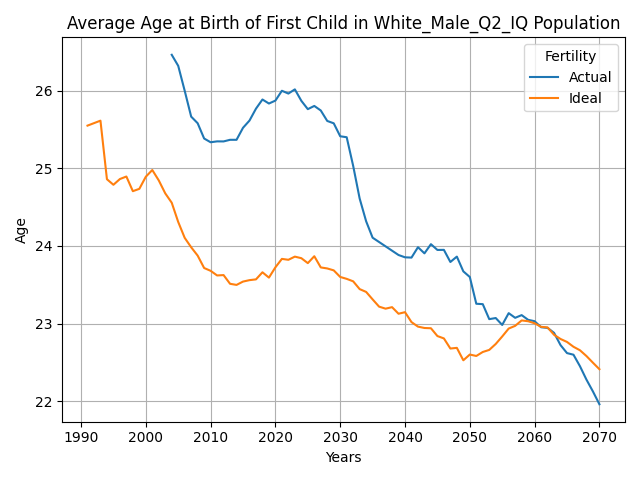 Average Age at Birth of First Child in White_Male_Q2_IQ Population
Fertility
Actual
Ideal
Age
26
25
24
23
22
1990 2000 2010 2020 2030 2040 2050 2060 2070
Years